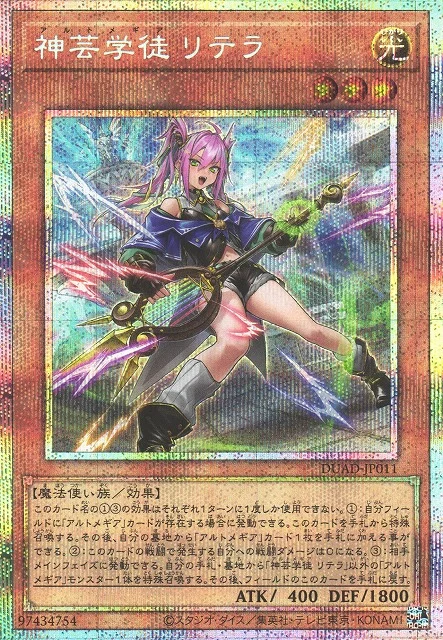 アルトメギア
神芸学徒 リテラ
光
DUAD-JP011
【魔法使い族／効果】
このカード名の①③の効果はそれぞれ１ターンに１度しか使用できない。①：自分フィ
ールドに「アルトメギア」カードが存在する場合に発動できる。このカードを手札から特殊
召喚する。その後、自分の墓地から「アルトメギア」カード１枚を手札に加える事が
できる。②：このカードの戦闘で発生する自分への戦闘ダメージは０になる。③：相手
メインフェイズに発動できる。自分の手札・墓地から「神芸学徒 リテラ」以外の「アルト
メギア」モンスター１体を特殊召喚する。その後、フィールドのこのカードを手札に戻す。
ATK/ 400 DEF/1800
97434754
©スタジオ・ダイス／集英社・テレビ東京・KONAMI